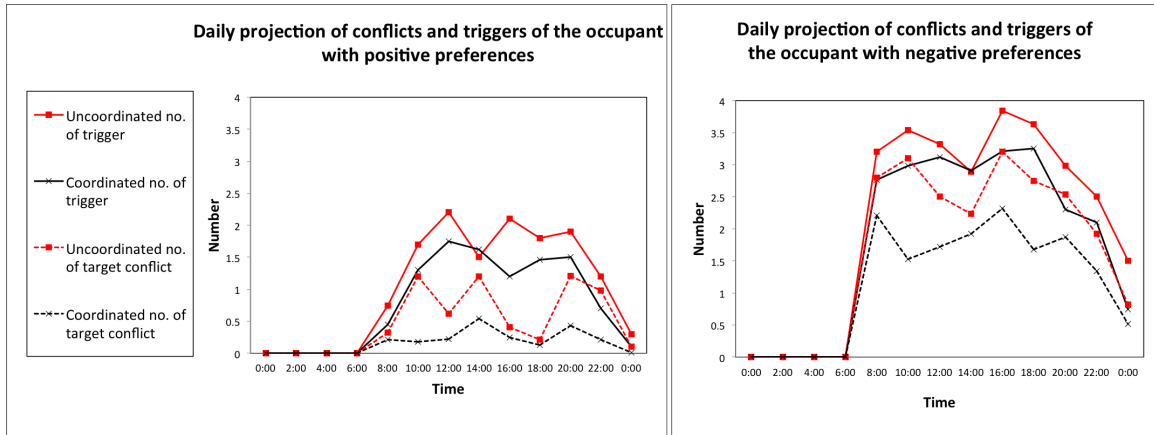 Daily projection of conflicts and triggers of the occupant
with positive preferences
Uncoordinated no.
of trigger
Coordinated no. of
trigger
Uncoordinated no.
of target conflict
Coordinated no. of
target conflict
Number
4
3.5
3
2.5
2
1.5
1
0.5
0
0:00 2:00 4:00 6:00 8:00 10:00 12:00 14:00 16:00 18:00 20:00 22:00 0:00
Time
Daily projection of conflicts and triggers of
the occupant with negative preferences
Number
4
3.5
3
2.5
2
1.5
1
0.5
0
0:00 2:00 4:00 6:00 8:00 10:00 12:00 14:00 16:00 18:00 20:00 22:00 0:00
Time